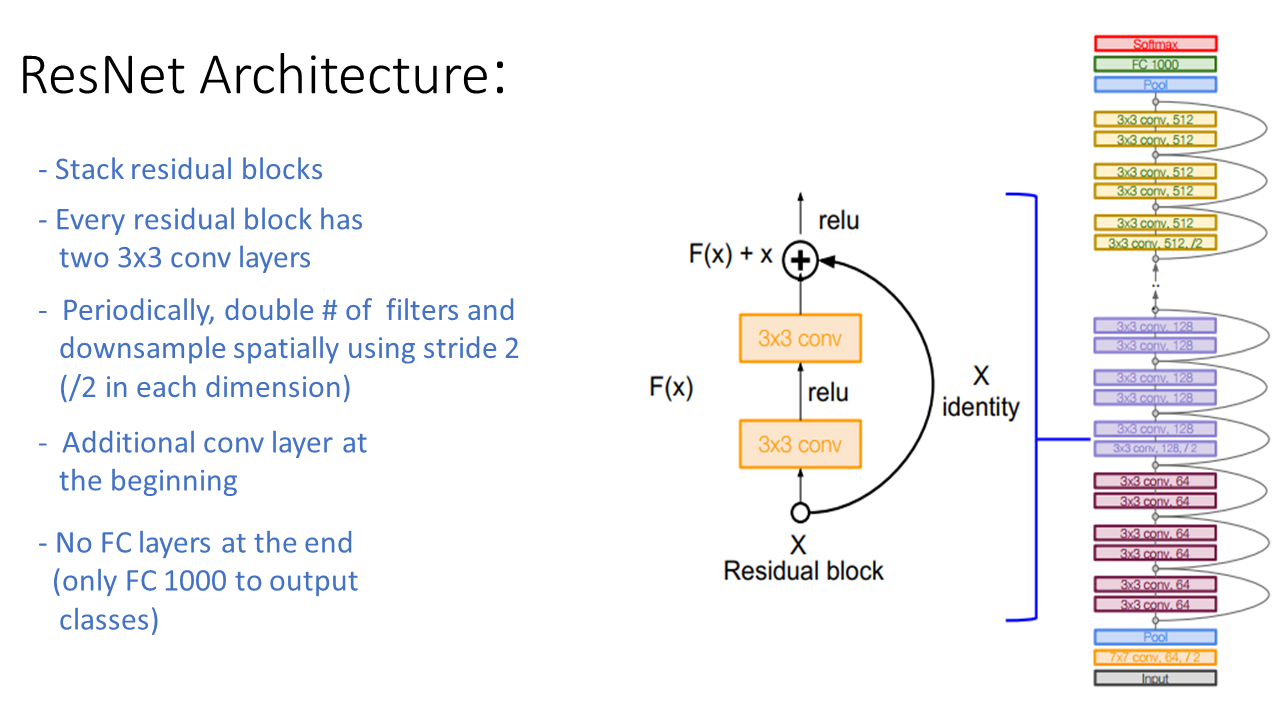 ResNet Architecture:
- Stack residual blocks
- Every residual block has
two 3x3 conv layers
- Periodically, double # of filters and
downsample spatially using stride 2
(/2 in each dimension)
- Additional conv layer at
the beginning
- No FC layers at the end
(only FC 1000 to output
classes)
relu
F(x) + x
3x3 conv
F(x)
relu
X
identity
3x3 conv
X
Residual block
Softmax
FC 1000
Pool
3x3 conv, 512
3x3 conv, 512
3x3 conv, 512
3x3 conv, 512
3x3 conv, 512
3x3 conv, 512, /2
..
3x3 conv, 128
3x3 conv, 128
3x3 conv, 128
3x3 conv, 128
3x3 conv, 128
3x3 conv, 128, / 2
3x3 conv, 64
3x3 conv, 64
3x3 conv, 64
3x3 conv, 64
3x3 conv, 64
3x3 conv, 64
Pool
7x7 conv, 64, / 2
Input